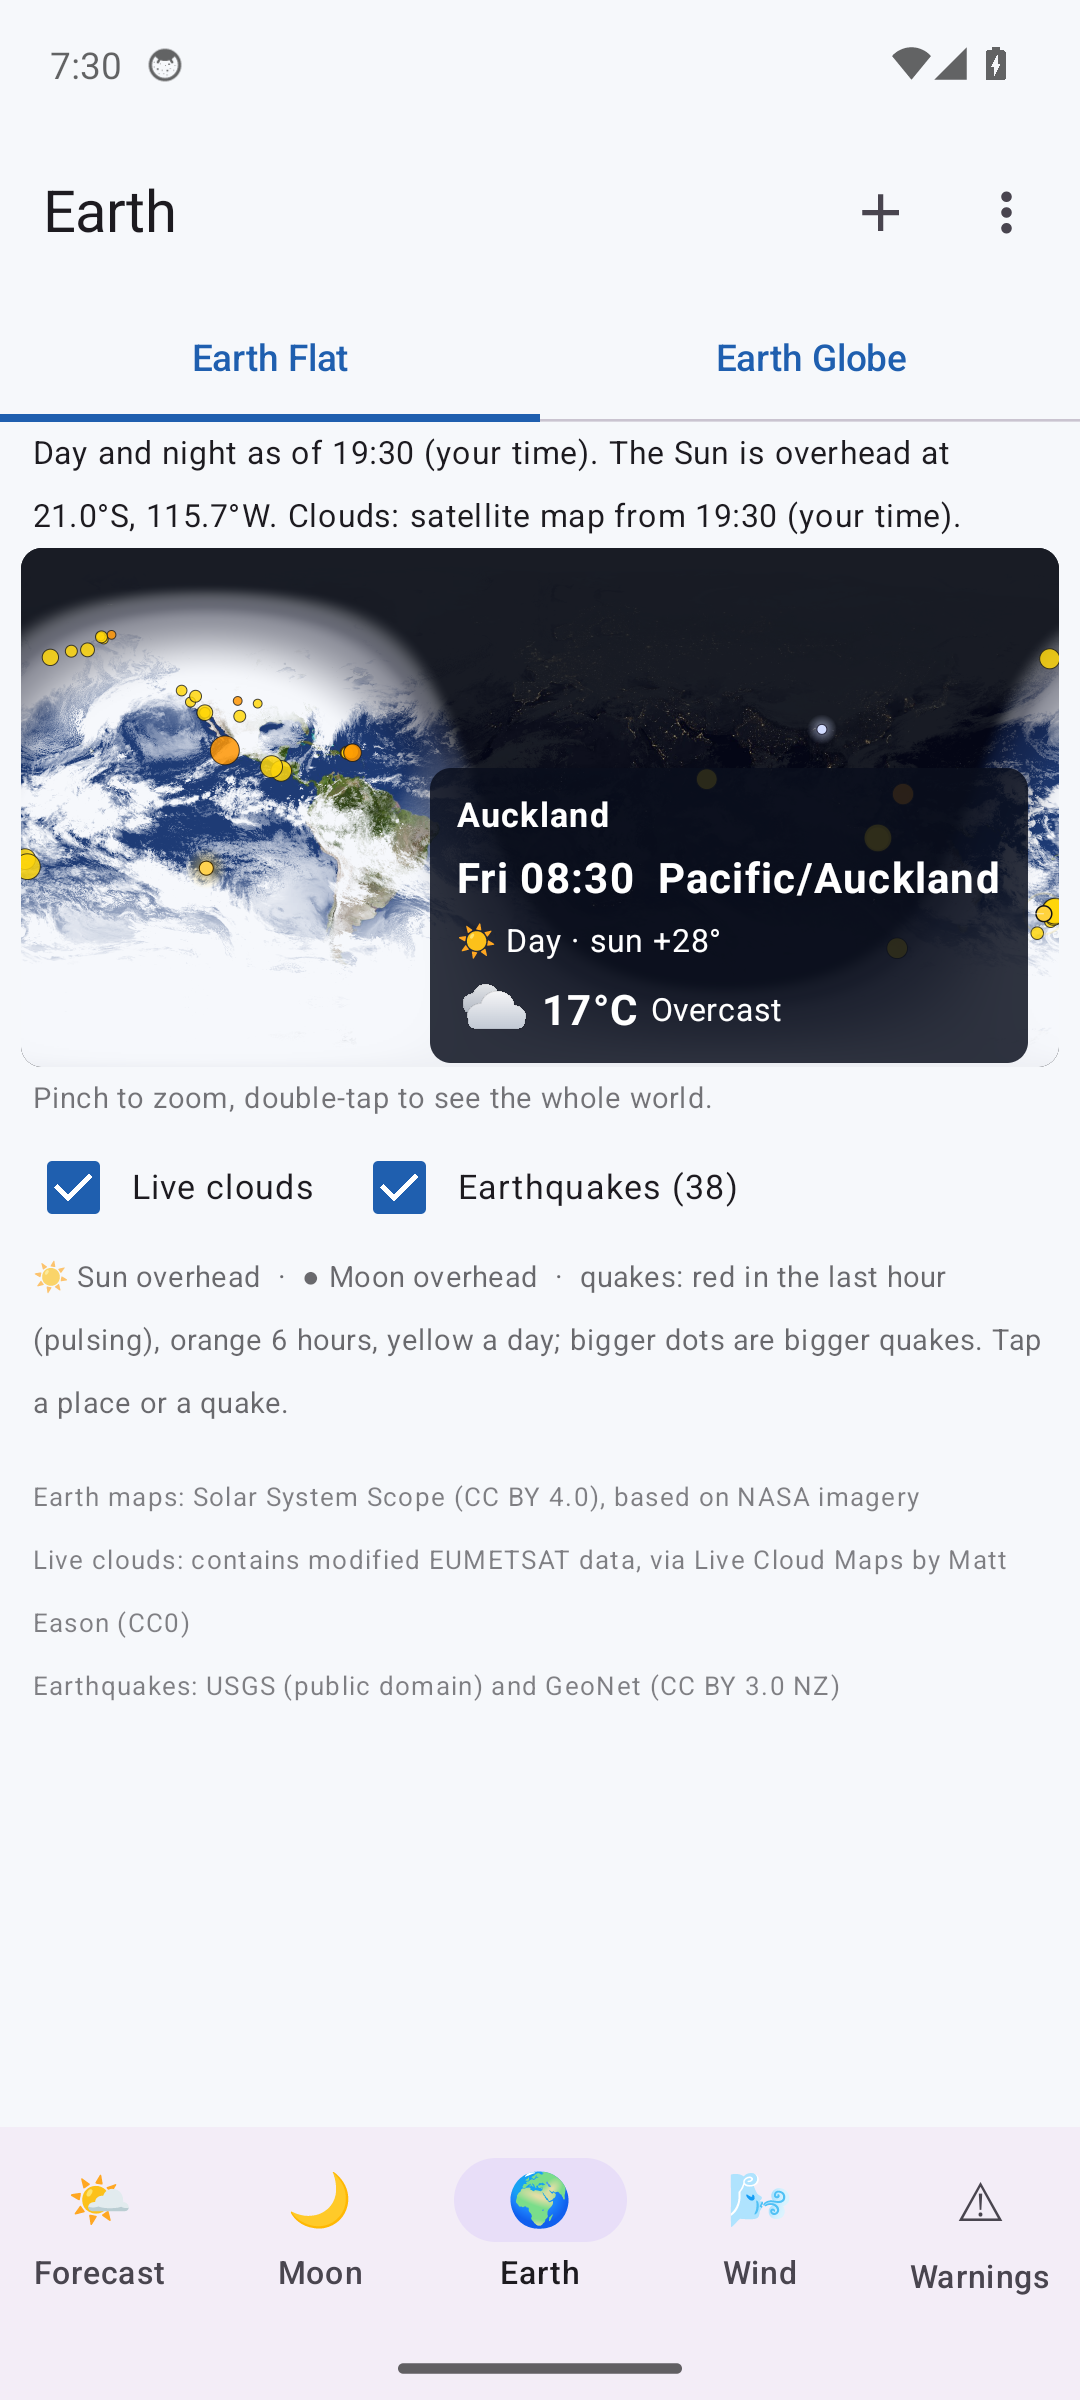 7:30
Earth
Earth Flat
Earth Globe
Day and night as of 19:30 (your time). The Sun is overhead at
21.0°S, 115.7°W. Clouds: satellite map from 19:30 (your time).
Auckland
Fri 08:30 Pacific/Auckland
☀️ Day · sun +28°
17°C Overcast
Pinch to zoom, double-tap to see the whole world.
Live clouds
Earthquakes (38)
☀️ Sun overhead · ● Moon overhead · quakes: red in the last hour
(pulsing), orange 6 hours, yellow a day; bigger dots are bigger quakes. Tap
a place or a quake.
Earth maps: Solar System Scope (CC BY 4.0), based on NASA imagery
Live clouds: contains modified EUMETSAT data, via Live Cloud Maps by Matt
Eason (CC0)
Earthquakes: USGS (public domain) and GeoNet (CC BY 3.0 NZ)
Forecast
Moon
Earth
Wind
Warnings